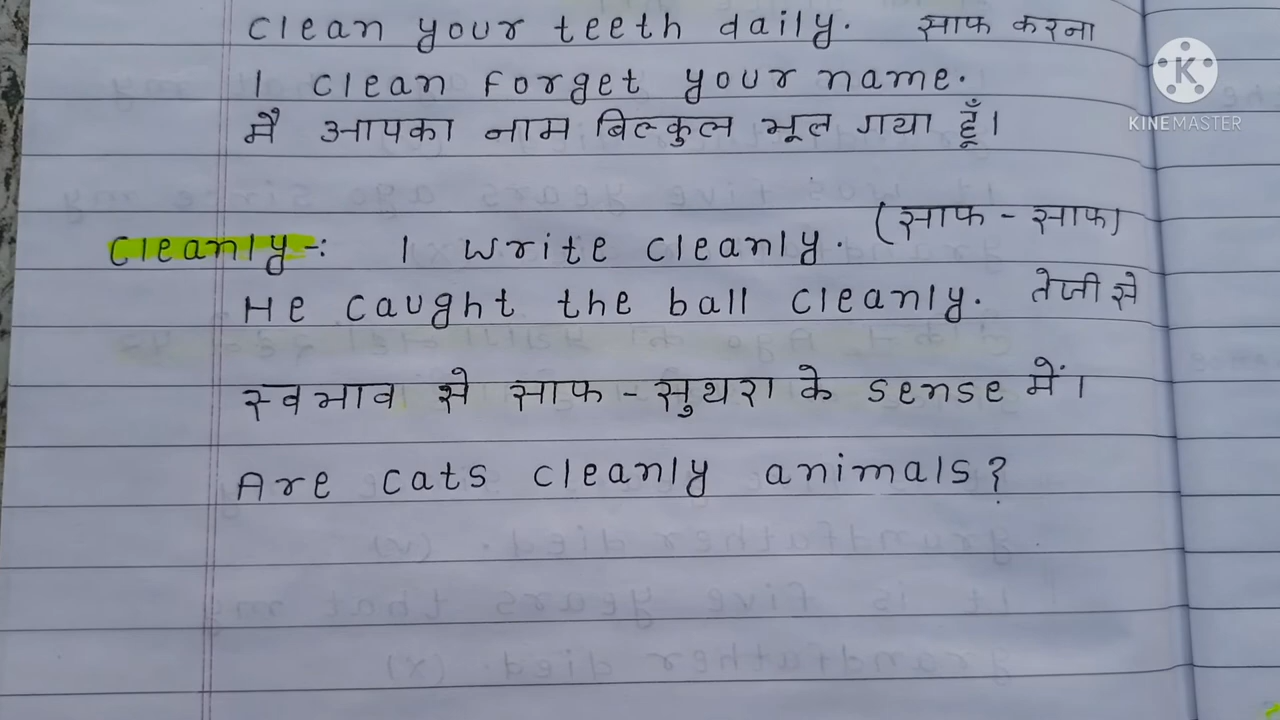 Clean your teeth daily. साफ करना
I clean forget your name.
मै आपका नाम बिल्कुल भूल गया हूँ।
KINEMASTER
Cleanly-: I write cleanly. (साफ - साफ)
He caught the ball cleanly. तेजी से
स्वभाव से साफ - सुथरा के sense में।
Are cats cleanly animals?